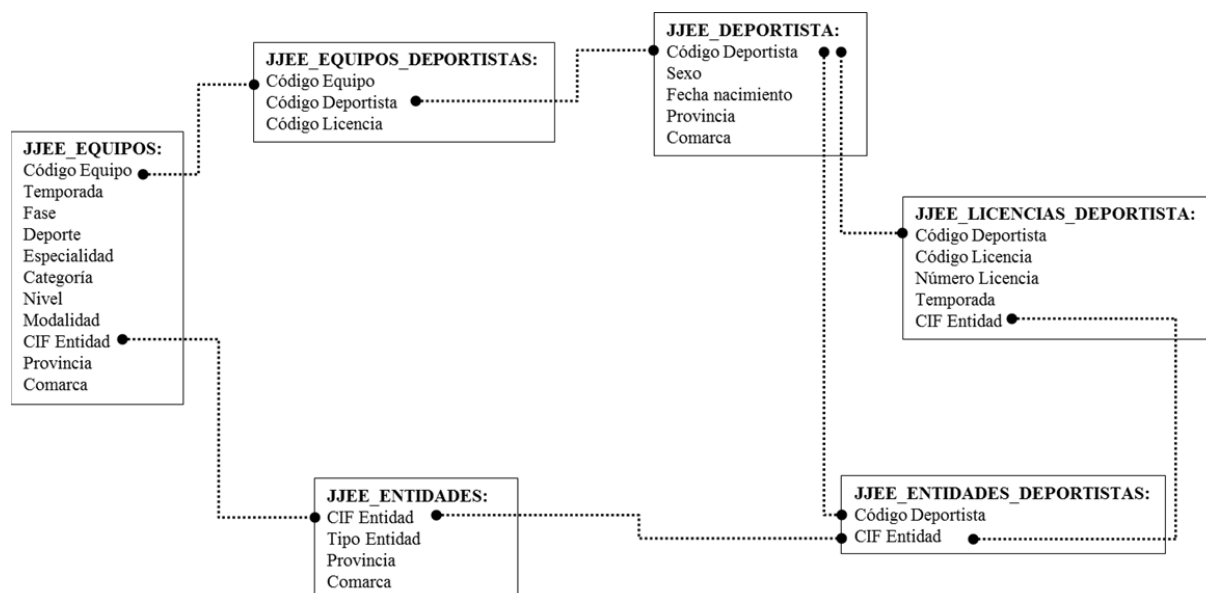 JJEE_EQUIPOS:
Código Equipo
Temporada
Fase
Deporte
Especialidad
Categoría
Nivel
Modalidad
CIF Entidad
Provincia
Comarca
JJEE_EQUIPOS_DEPORTISTAS:
Código Equipo
Código Deportista
Código Licencia
JJEE_DEPORTISTA:
Código Deportista
Sexo
Fecha nacimiento
Provincia
Comarca
JJEE_LICENCIAS_DEPORTISTA:
Código Deportista
Código Licencia
Número Licencia
Temporada
CIF Entidad
JJEE_ENTIDADES:
CIF Entidad
Tipo Entidad
Provincia
Comarca
JJEE_ENTIDADES_DEPORTISTAS:
Código Deportista
CIF Entidad